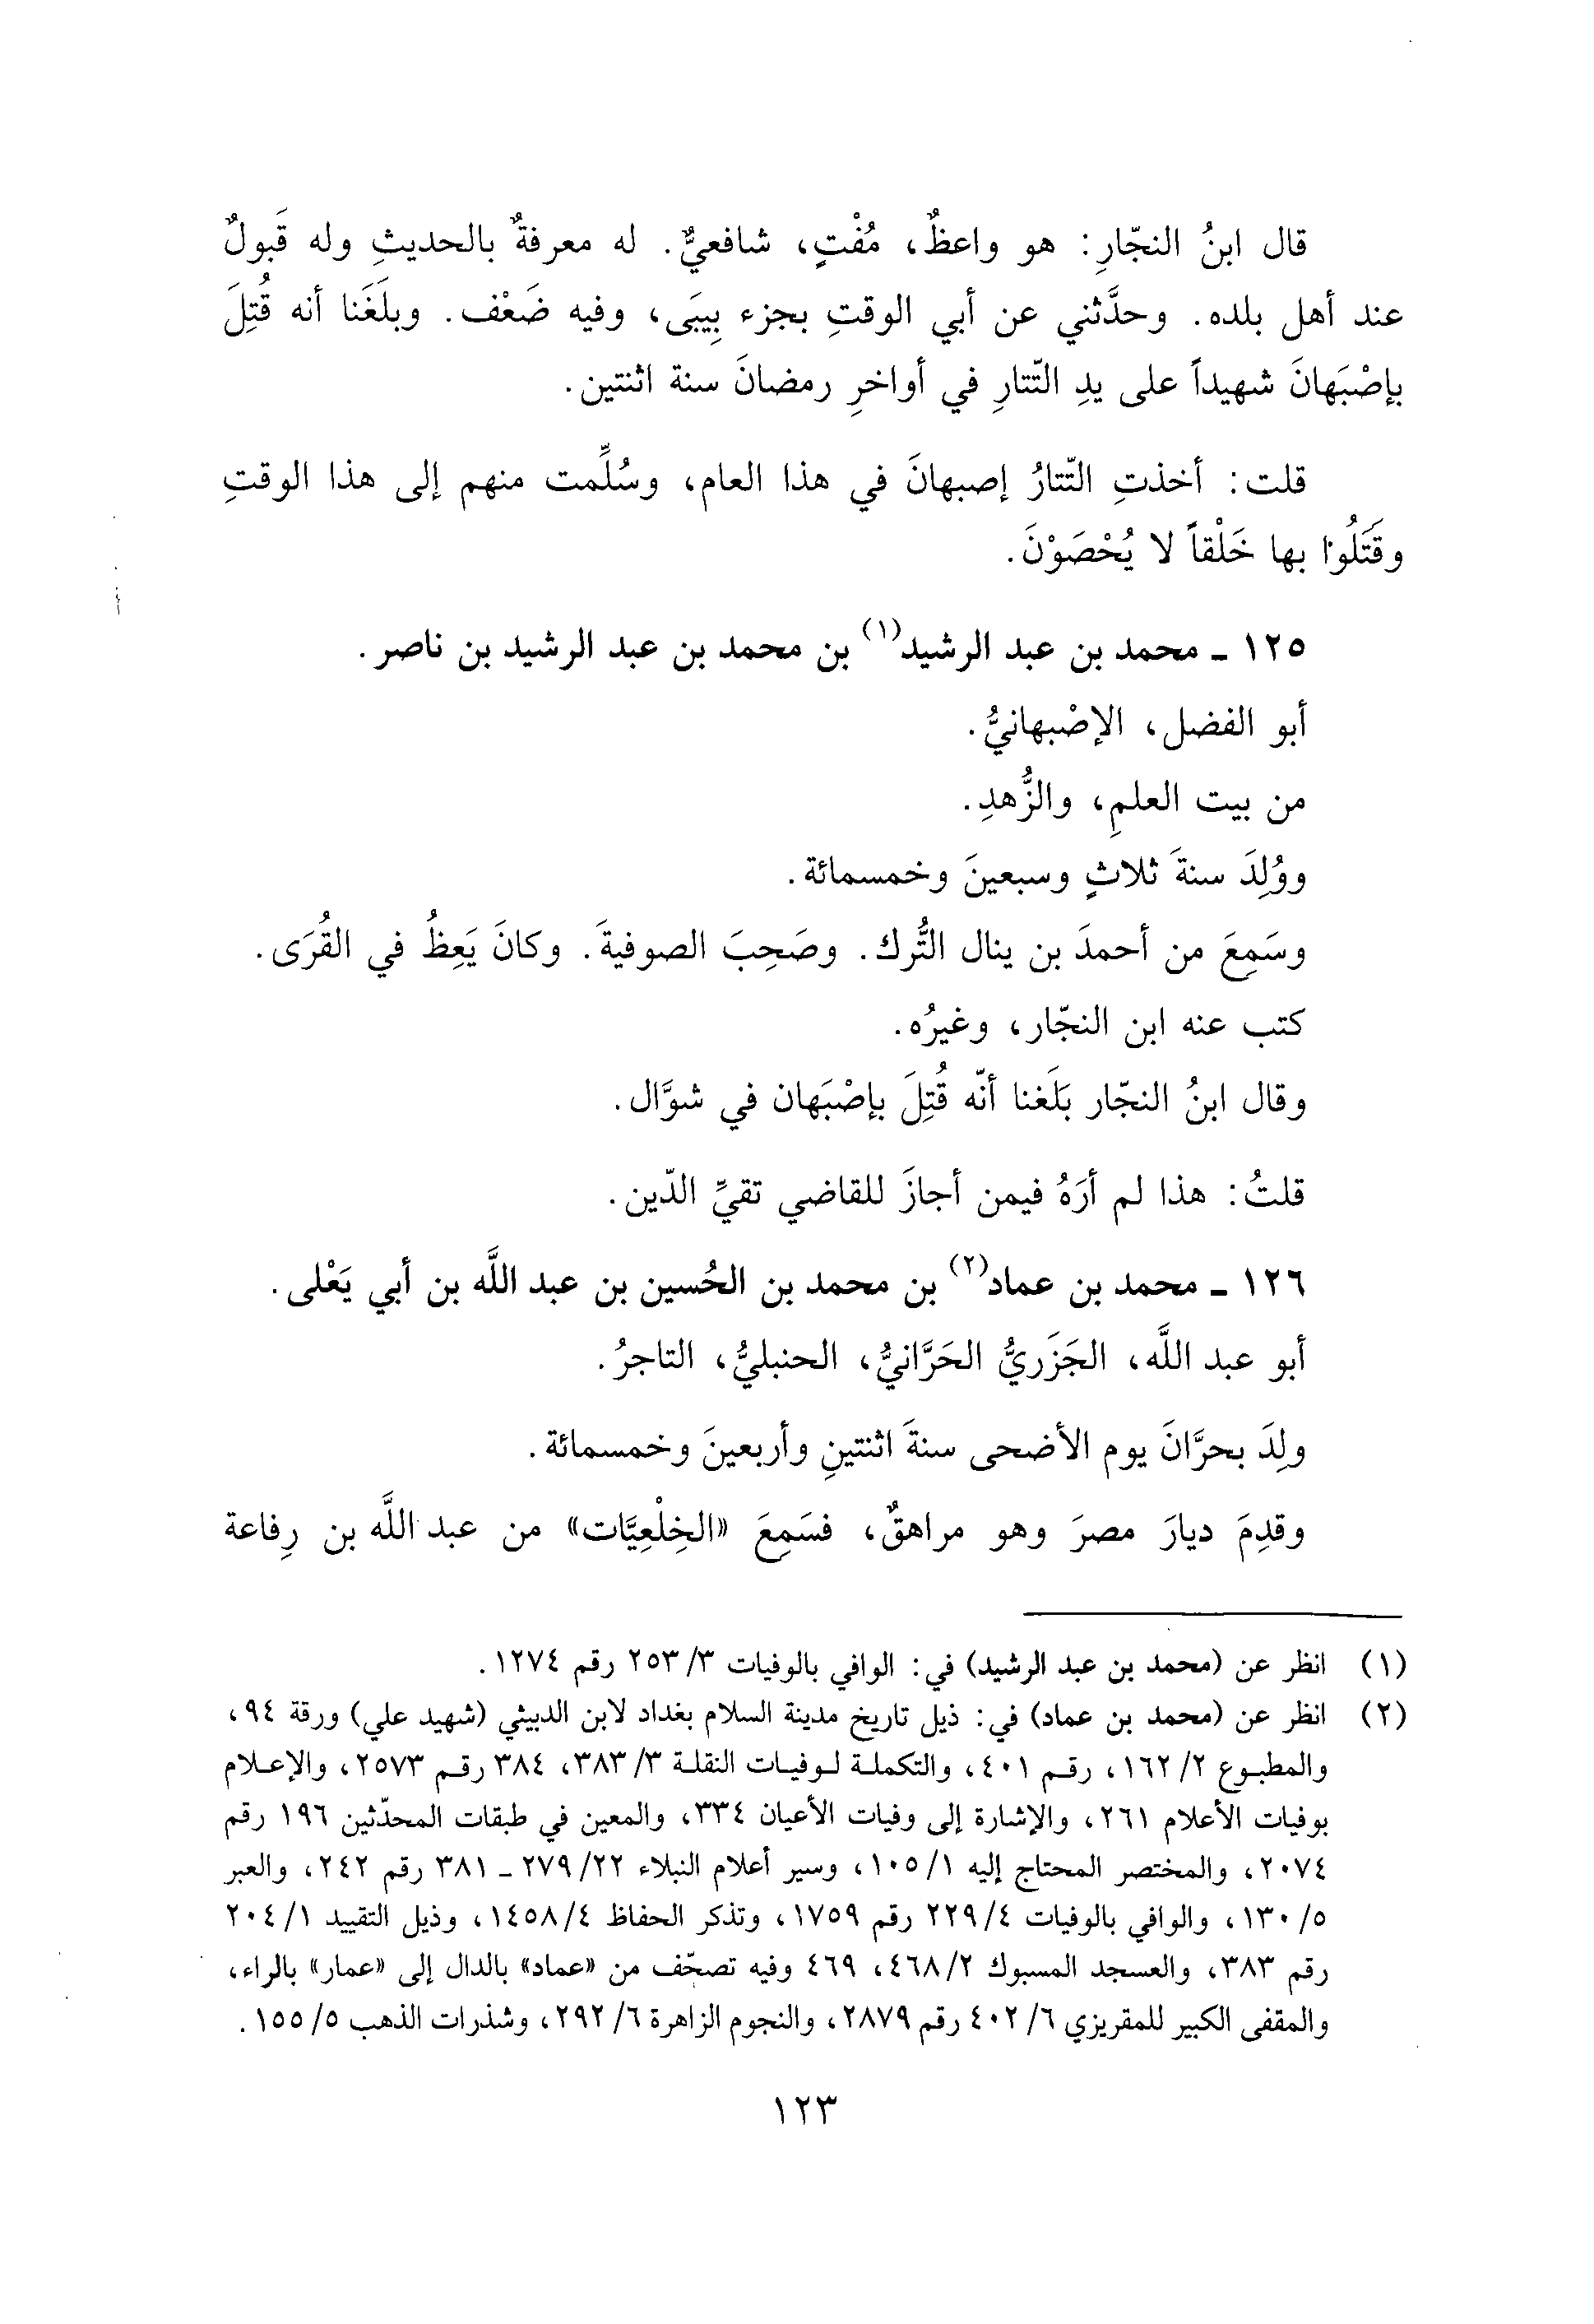 قال ابنُ النجّارِ: هو واعظٌ، مُفْتٍ، شافعيٌّ. له معرفةٌ بالحديثِ وله قَبولٌ
عند أهل بلده. وحدَّثني عن أبي الوقتِ بجزء بِيبَى، وفيه ضَعْف. وبلَغَنا أنه قُتِلَ
بإصْبَهانَ شهيداً على يدِ التّتارِ في أواخرِ رمضانَ سنة اثنتين.
قلت: أخذتِ التّتارُ إصبهانَ في هذا العام، وسُلِّمت منهم إلى هذا الوقتِ
وقَتَلُوا بها خَلْقاً لا يُحْصَوْنَ.
١٢٥ ـ محمد بن عبد الرشيد(١) بن محمد بن عبد الرشيد بن ناصر.
أبو الفضل، الإصْبهانيُّ.
من بيت العلمِ، والزُّهدِ.
ووُلِدَ سنةَ ثلاثٍ وسبعينَ وخمسمائة.
وسَمِعَ من أحمدَ بن ينال التُّرك. وصَحِبَ الصوفيةَ. وكانَ يَعِظُ في القُرَى.
كتب عنه ابن النجّار، وغيرُه.
وقال ابنُ النجّار بَلَغنا أنّه قُتِلَ بإصْبَهان في شوَّال.
قلتُ: هذا لم أرَهُ فيمن أجازَ للقاضي تقيِّ الدّين.
١٢٦ ـ محمد بن عماد(٢) بن محمد بن الحُسين بن عبد اللَّه بن أبي يَعْلى.
أبو عبد اللَّه، الجَزَريُّ الحَرَّانيُّ، الحنبليُّ، التاجرُ.
ولِدَ بحرَّانَ يوم الأضحى سنةَ اثنتينِ وأربعينَ وخمسمائة.
وقدِمَ ديارَ مصرَ وهو مراهقٌ، فسَمِعَ «الخِلْعِيَّات» من عبد اللَّه بن رِفاعة
(١) انظر عن (محمد بن عبد الرشيد) في: الوافي بالوفيات ٣/ ٢٥٣ رقم ١٢٧٤.
(٢) انظر عن (محمد بن عماد) في: ذيل تاريخ مدينة السلام بغداد لابن الدبيثي (شهيد علي) ورقة ٩٤،
والمطبوع ٢/ ١٦٢، رقم ٤٠١، والتكملة لوفيات النقلة ٣/ ٣٨٣، ٣٨٤ رقم ٢٥٧٣، والإعلام
بوفيات الأعلام ٢٦١، والإشارة إلى وفيات الأعيان ٣٣٤، والمعين في طبقات المحدّثين ١٩٦ رقم
٢٠٧٤، والمختصر المحتاج إليه ١/ ١٠٥، وسير أعلام النبلاء ٢٢/ ٢٧٩ ـ ٣٨١ رقم ٢٤٢، والعبر
٥/ ١٣٠، والوافي بالوفيات ٤/ ٢٢٩ رقم ١٧٥٩، وتذكر الحفاظ ٤/ ١٤٥٨، وذيل التقييد ١/ ٢٠٤
رقم ٣٨٣، والعسجد المسبوك ٢/ ٤٦٨، ٤٦٩ وفيه تصحّف من «عماد» بالدال إلى «عمار» بالراء،
والمقفى الكبير للمقريزي ٦/ ٤٠٢ رقم ٢٨٧٩، والنجوم الزاهرة ٦/ ٢٩٢، وشذرات الذهب ٥/ ١٥٥.
١٢٣